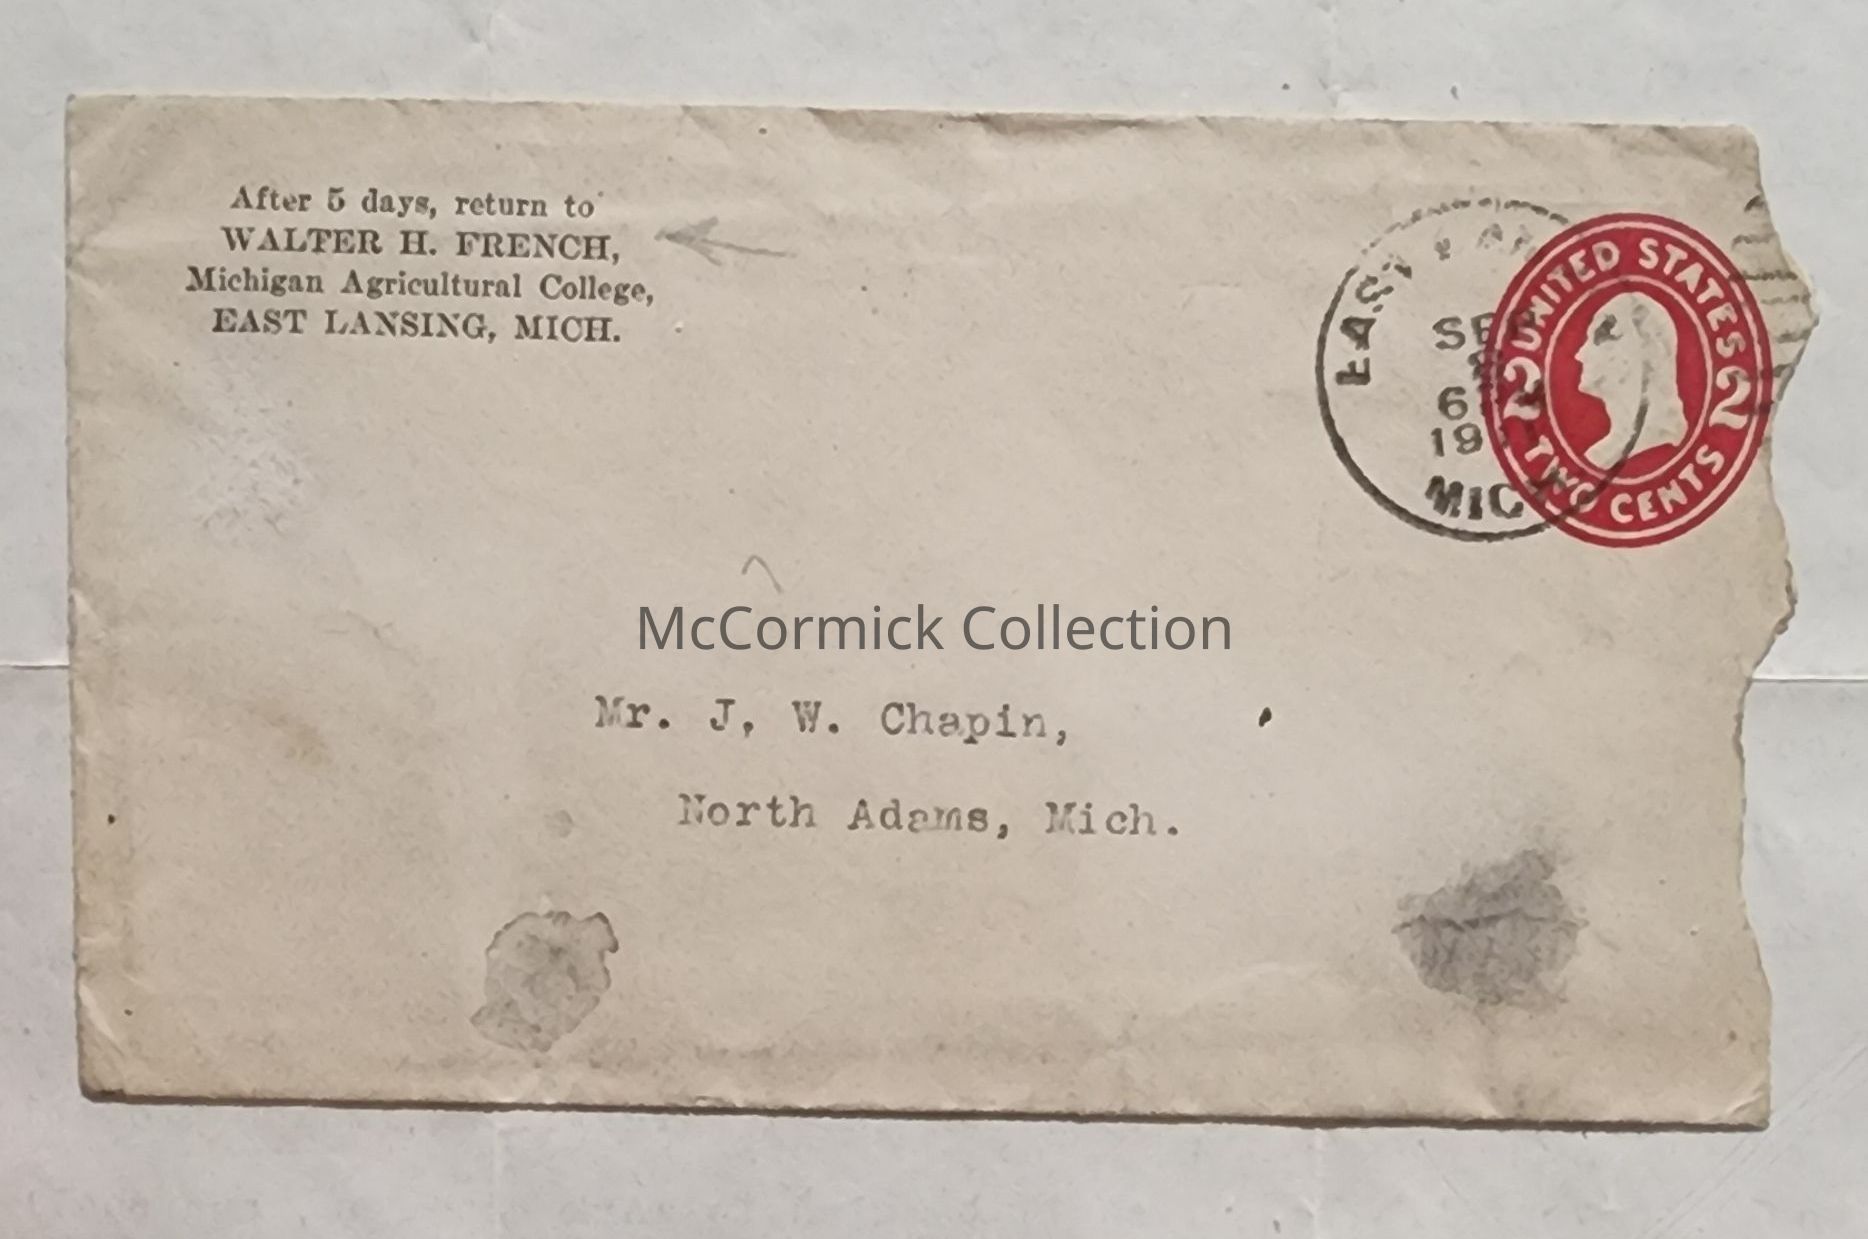 After 5 days, return to
WALTER H. FRENCH,
Michigan Agricultural College,
EAST LANSING, MICH.
EAST
MICH
UNITED STATES
2 2
TWO CENTS
McCormick Collection
Mr. J. W. Chapin,
North Adams, Mich.